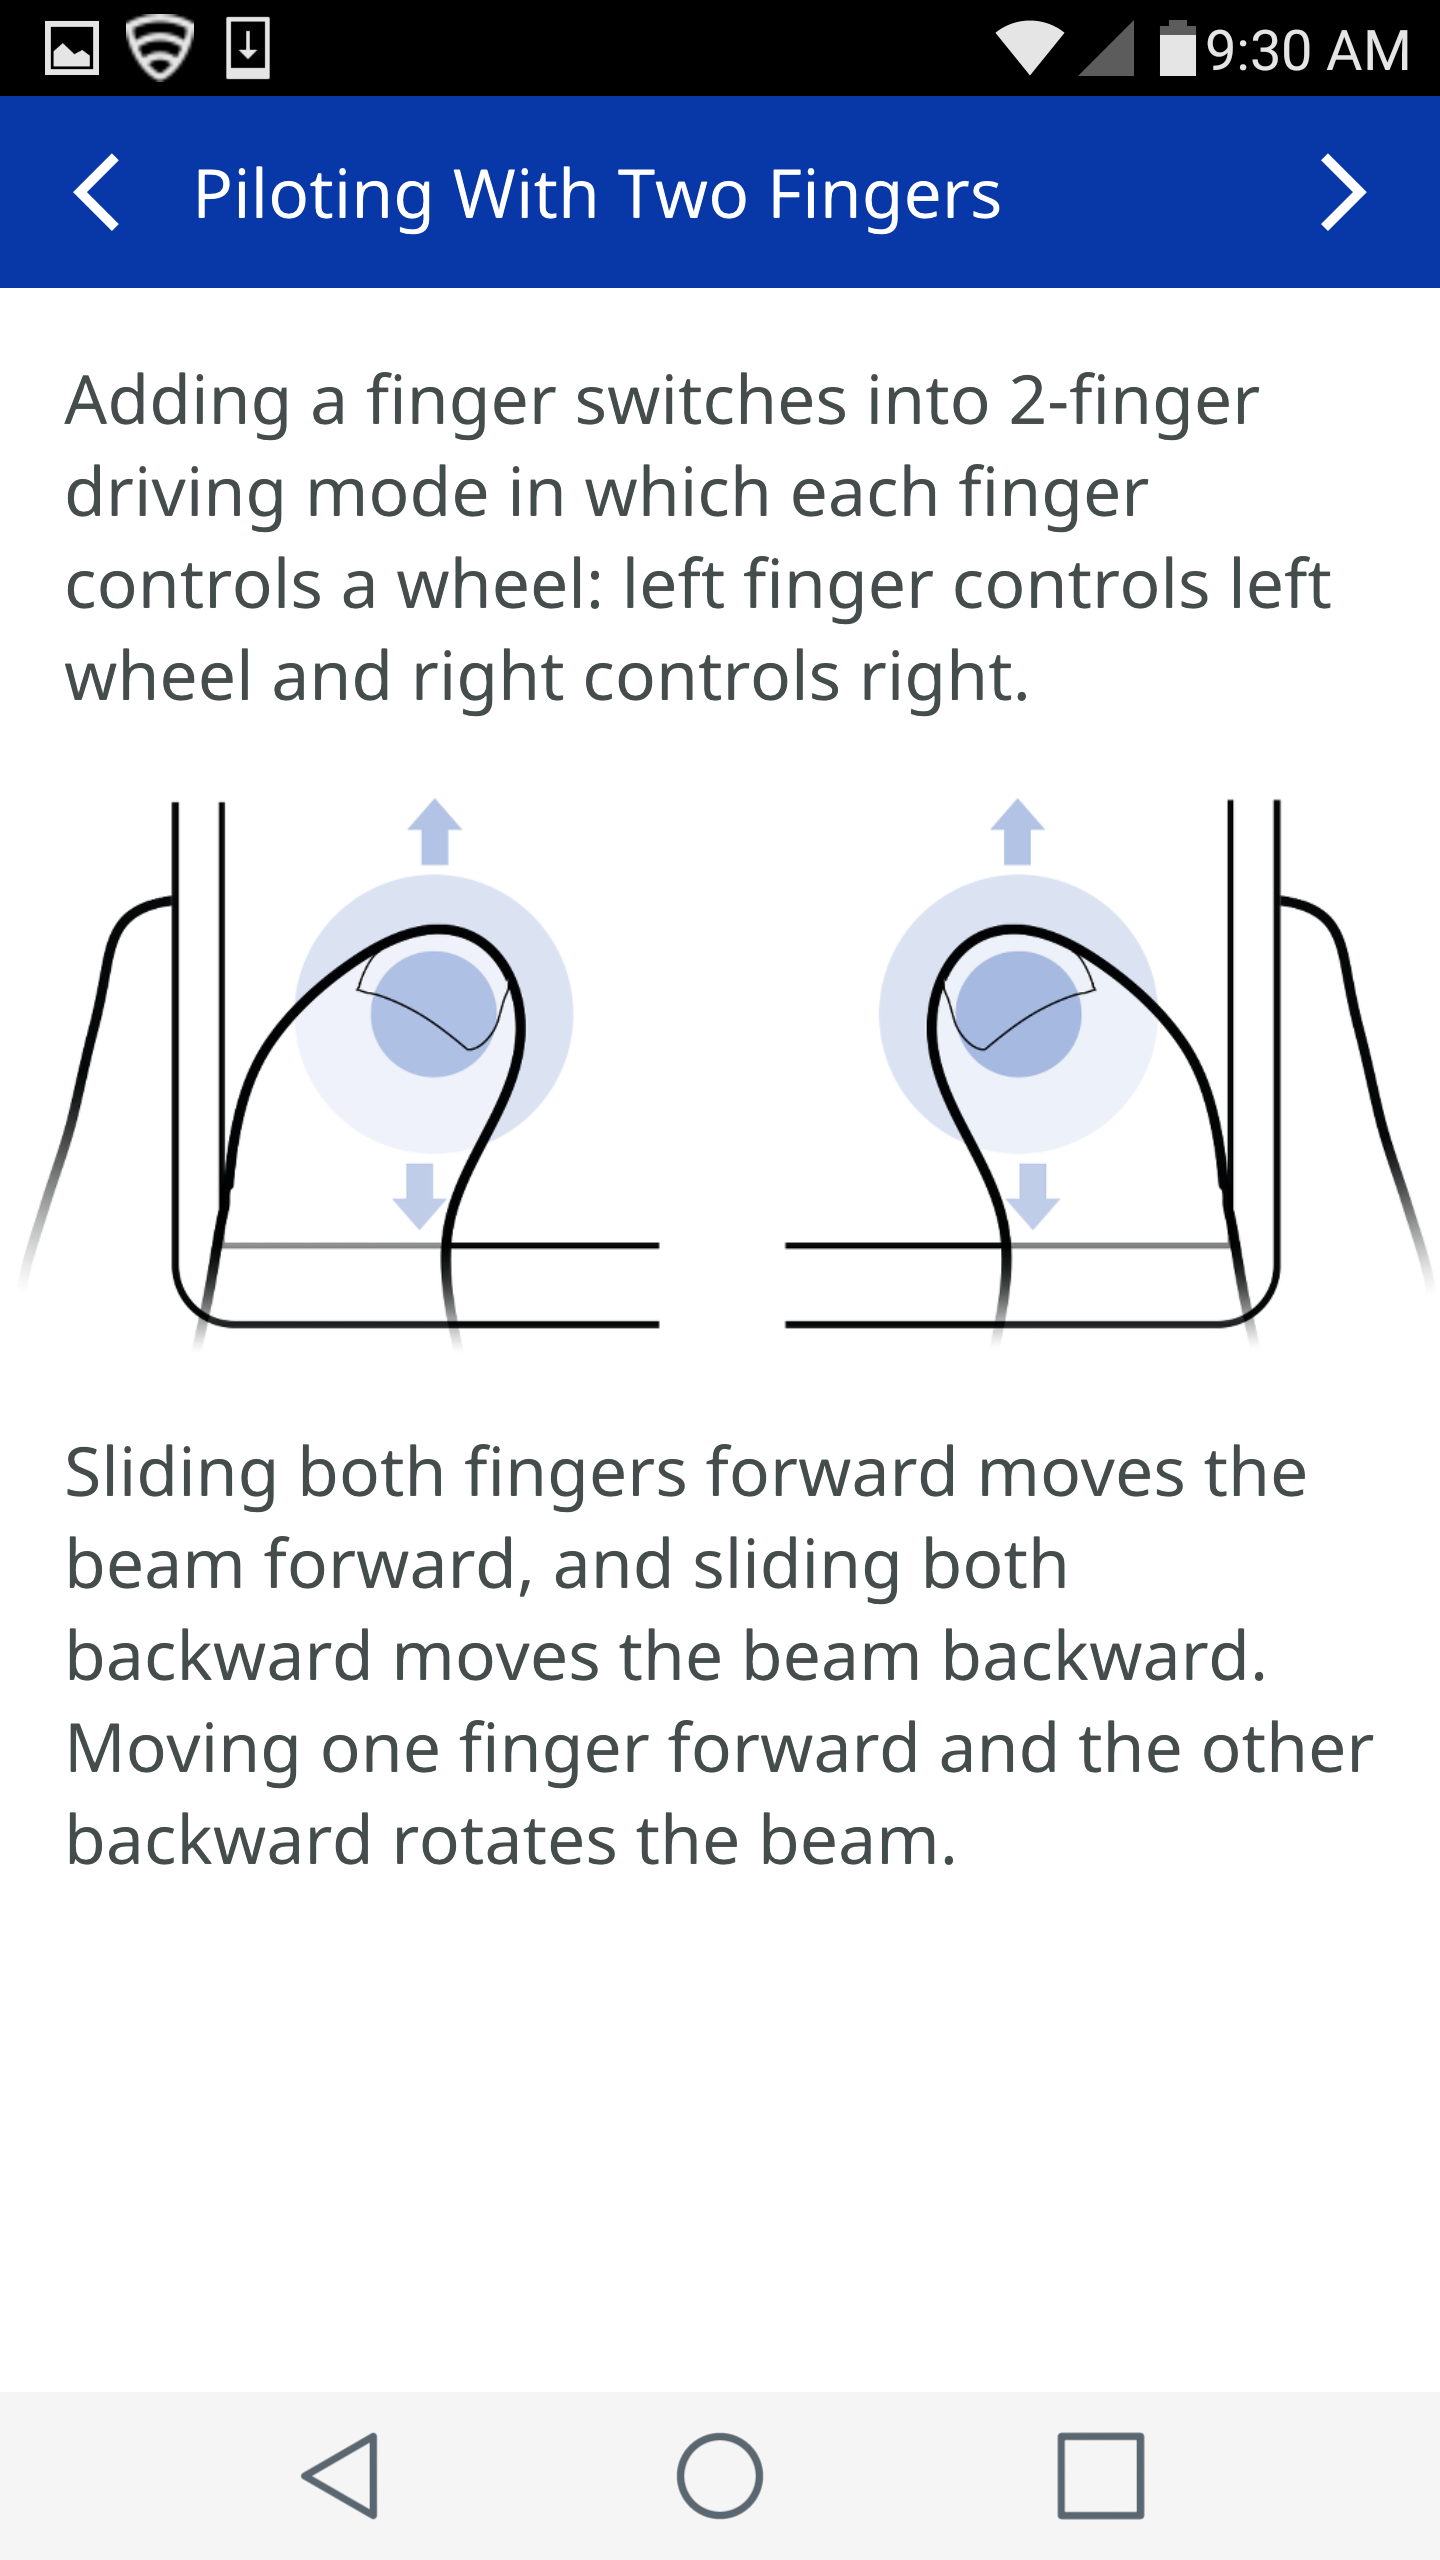 9:30 AM
Piloting With Two Fingers
Adding a finger switches into 2-finger
driving mode in which each finger
controls a wheel: left finger controls left
wheel and right controls right.
Sliding both fingers forward moves the
beam forward, and sliding both
backward moves the beam backward.
Moving one finger forward and the other
backward rotates the beam.